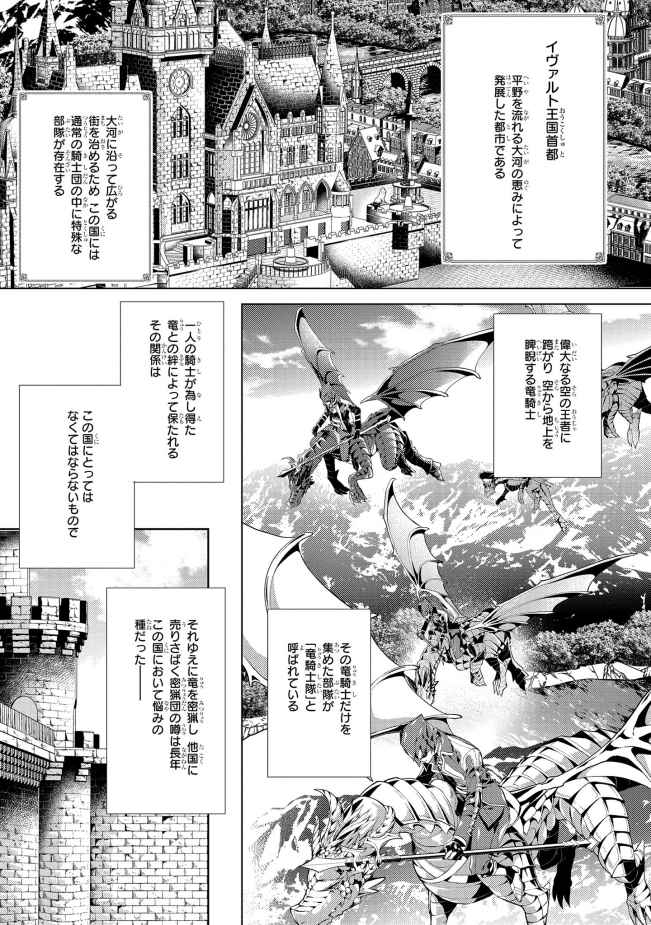 イヴァルト王国首都
平野を流れる大河の恵みによって
発展した都市である
大河に沿って広がる
街を治めるため この国には
通常の騎士団の中に特殊な
部隊が存在する
偉大なる空の王者に
跨がり 空から地上を
睥睨する竜騎士
その竜騎士だけを
集めた部隊が
「竜騎士隊」と
呼ばれている
一人の騎士が為し得た
竜との絆によって保たれる
その関係は
この国にとっては
なくてはならないもので
それゆえに竜を密猟し 他国に
売りさばく密猟団の噂は長年
この国において悩みの
種だった──